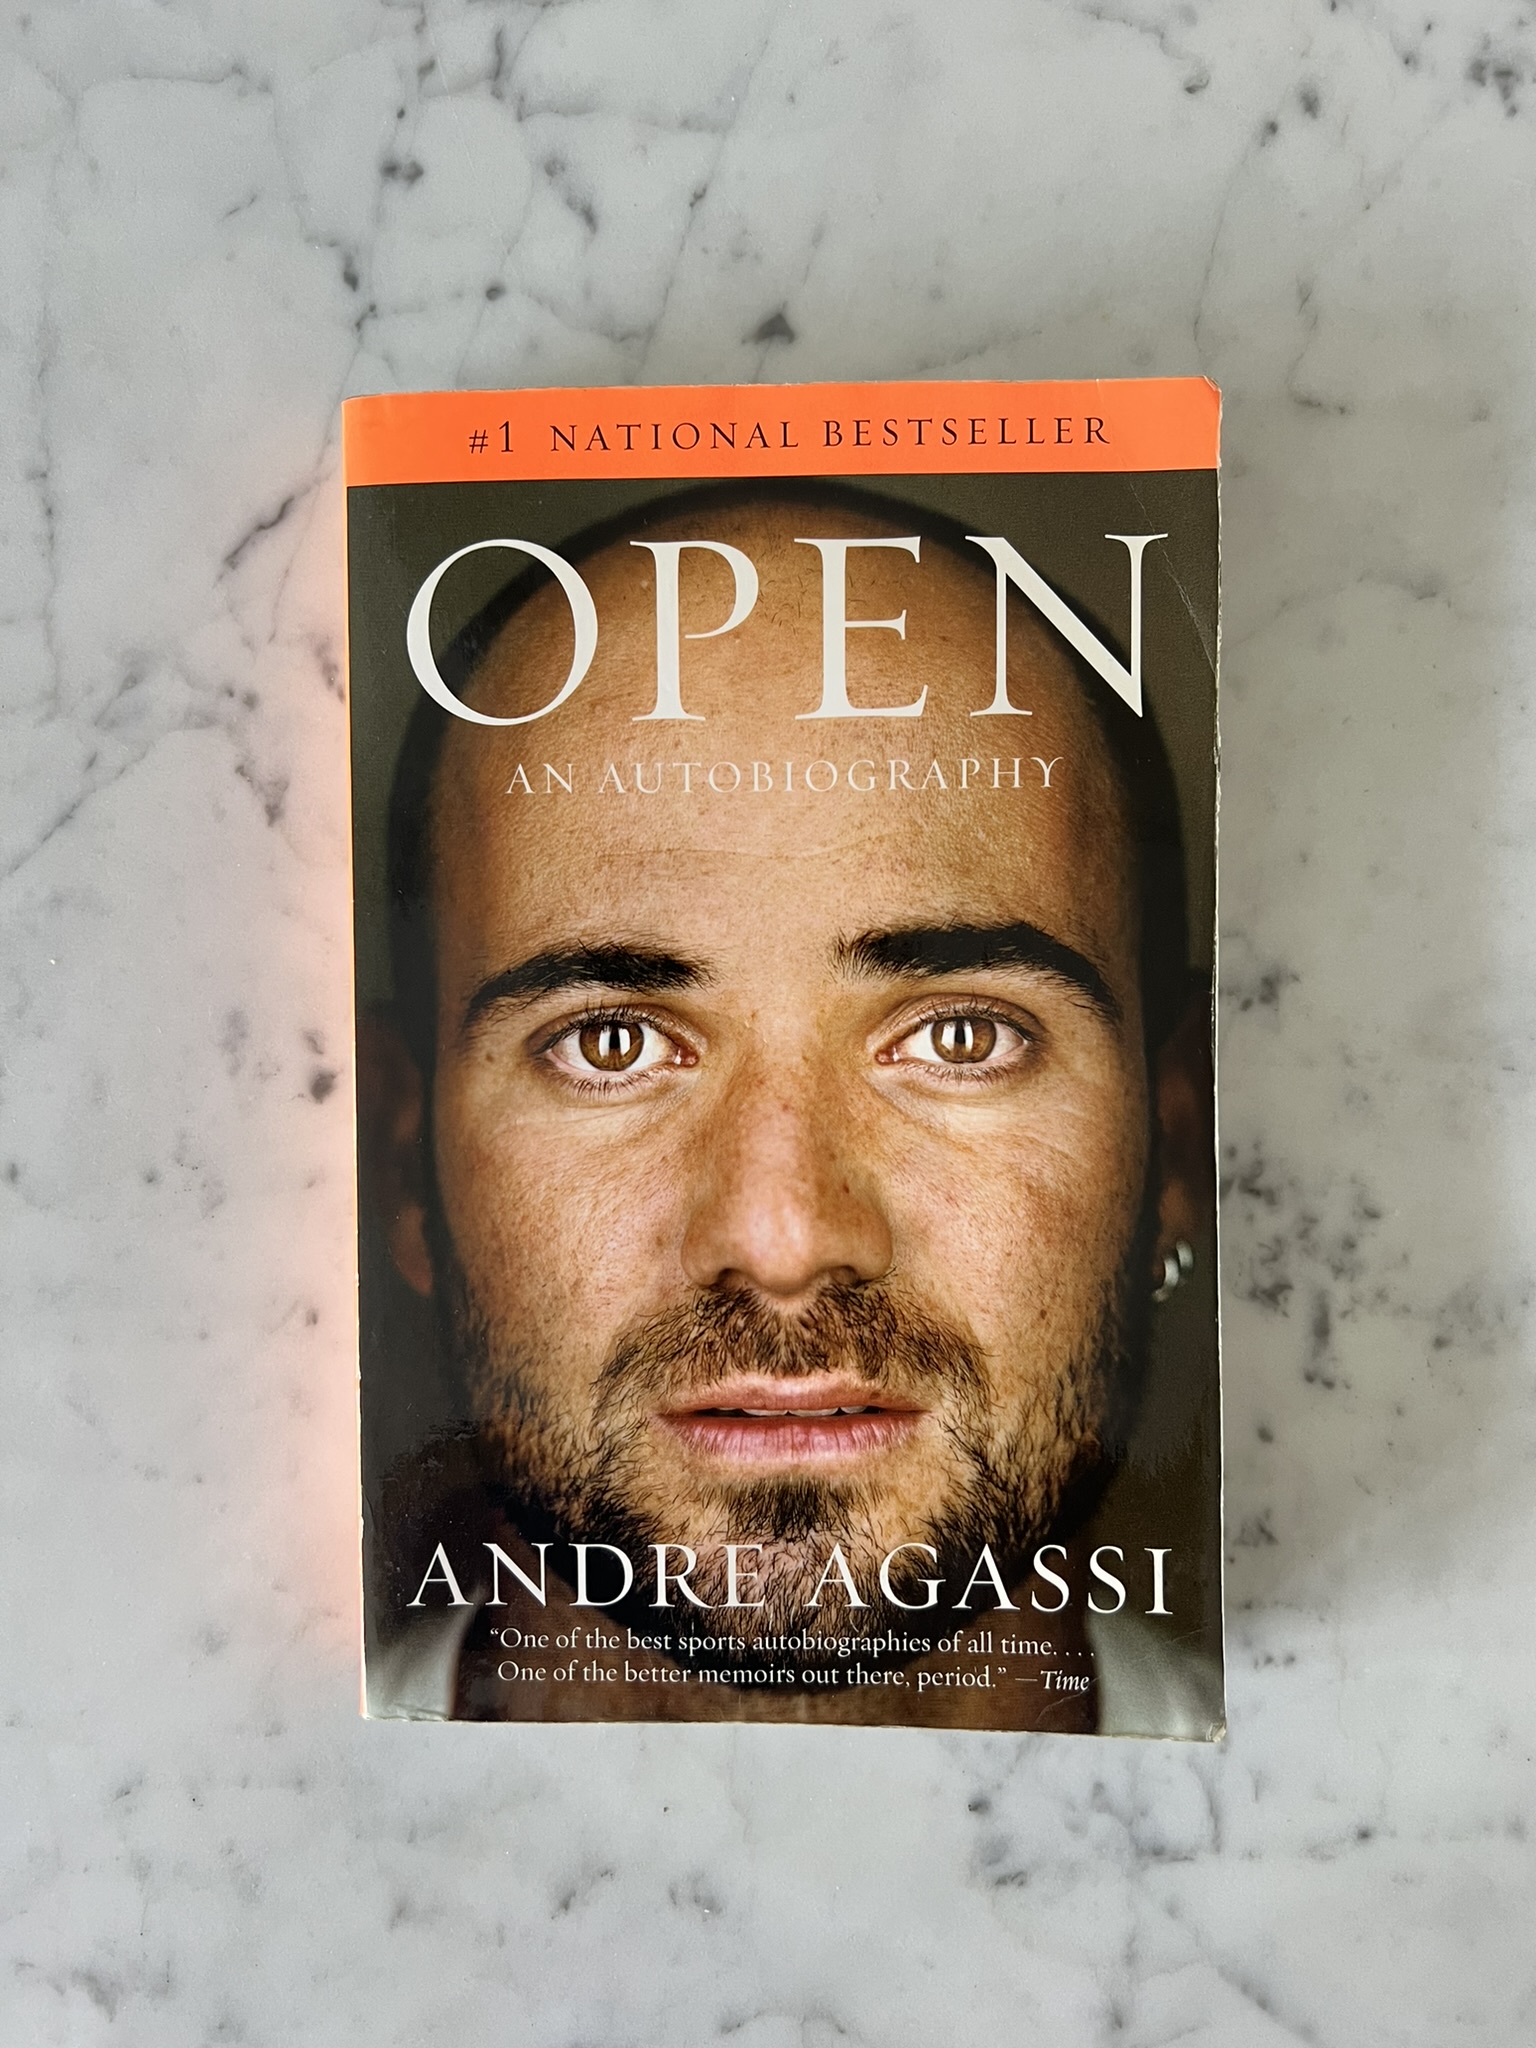 #1 NATIONAL BESTSELLER
OPEN
AN AUTOBIOGRAPHY
ANDRE AGASSI
“One of the best sports autobiographies of all time. . . .
One of the better memoirs out there, period.” —Time